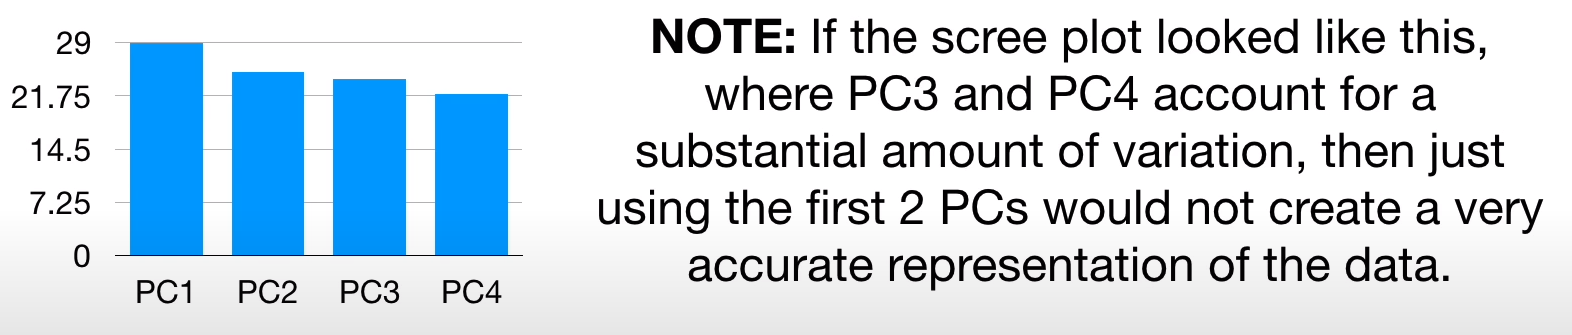 29
21.75
14.5
7.25
0
PC1 PC2 PC3 PC4
NOTE: If the scree plot looked like this,
where PC3 and PC4 account for a
substantial amount of variation, then just
using the first 2 PCs would not create a very
accurate representation of the data.